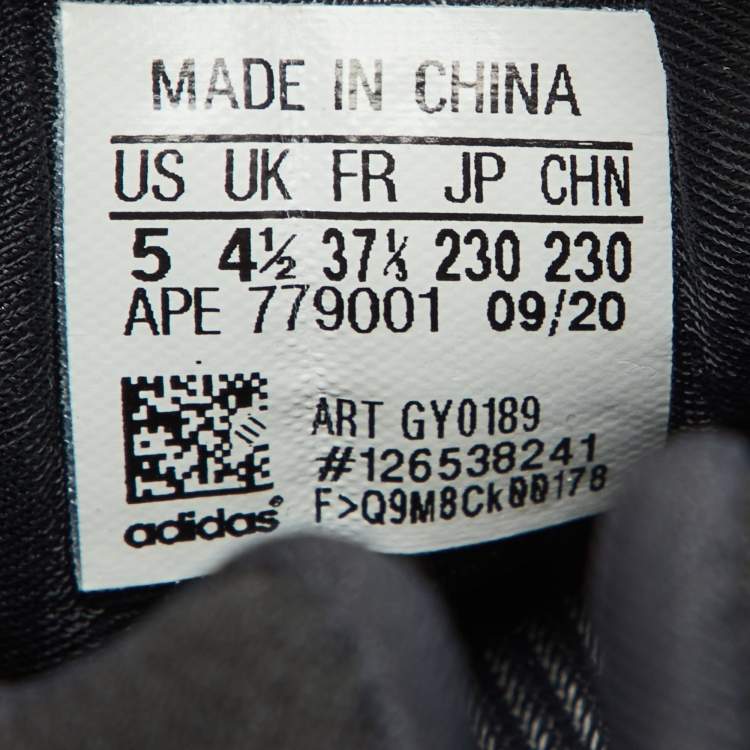 MADE IN CHINA
US UK FR JP CHN
5 4½ 37⅓ 230 230
APE 779001 09/20
ART GY0189
#126538241
F>Q9M8Ck00178
adidas®